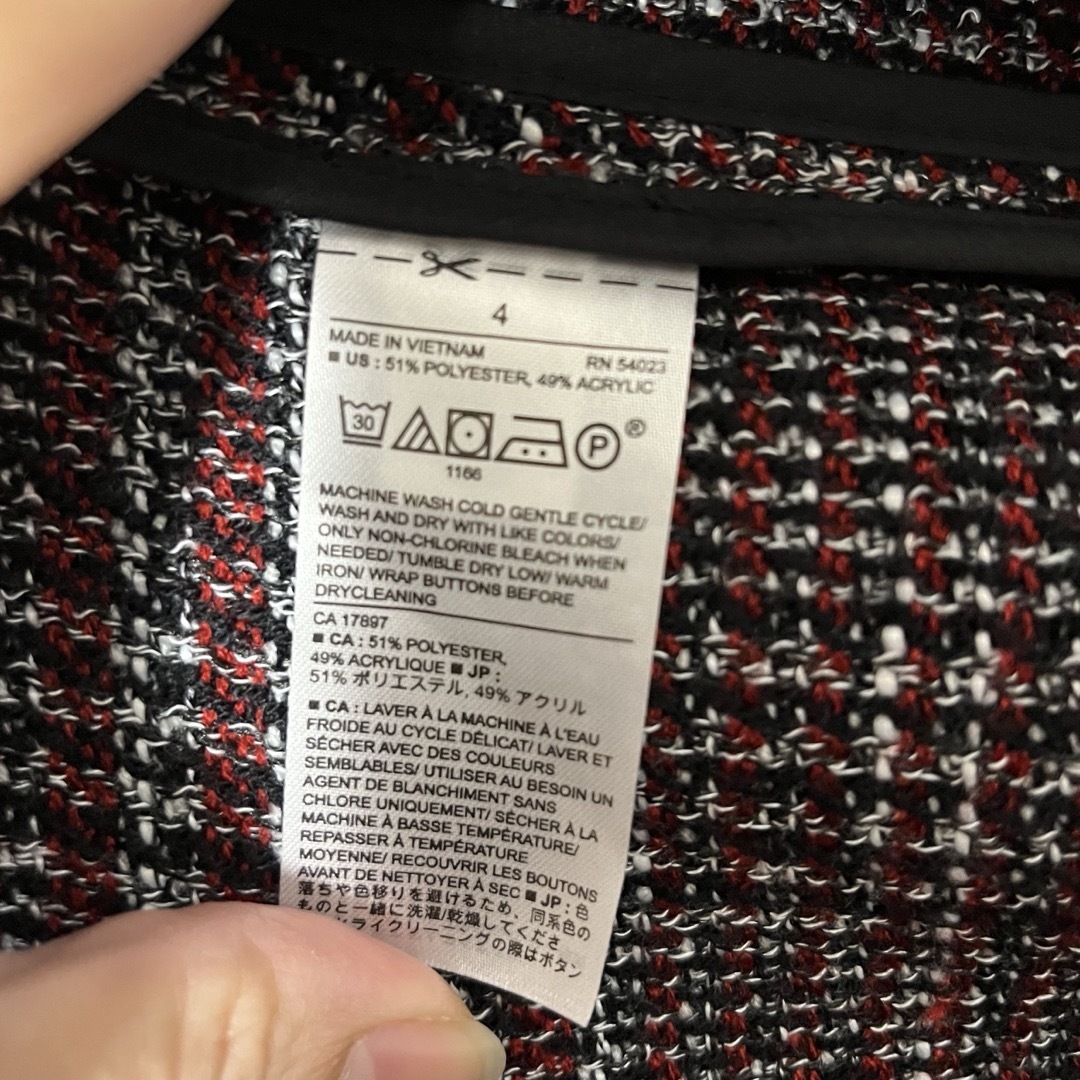 4
MADE IN VIETNAM RN 54023
■ US : 51% POLYESTER, 49% ACRYLIC
30 P ®
1166
MACHINE WASH COLD GENTLE CYCLE/
WASH AND DRY WITH LIKE COLORS/
ONLY NON-CHLORINE BLEACH WHEN
NEEDED/ TUMBLE DRY LOW/ WARM
IRON/ WRAP BUTTONS BEFORE
DRYCLEANING
CA 17897
■ CA : 51% POLYESTER,
49% ACRYLIQUE ■ JP :
51% ポリエステル, 49% アクリル
■ CA : LAVER À LA MACHINE À L'EAU
FROIDE AU CYCLE DÉLICAT/ LAVER ET
SÉCHER AVEC DES COULEURS
SEMBLABLES/ UTILISER AU BESOIN UN
AGENT DE BLANCHIMENT SANS
CHLORE UNIQUEMENT/ SÉCHER À LA
MACHINE À BASSE TEMPÉRATURE/
REPASSER À TEMPÉRATURE
MOYENNE/ RECOUVRIR LES BOUTONS
AVANT DE NETTOYER À SEC ■ JP : 色
落ちや色移りを避けるため、同系色の
ものと一緒に洗濯/乾燥してくださ
ライクリーニングの際はボタン